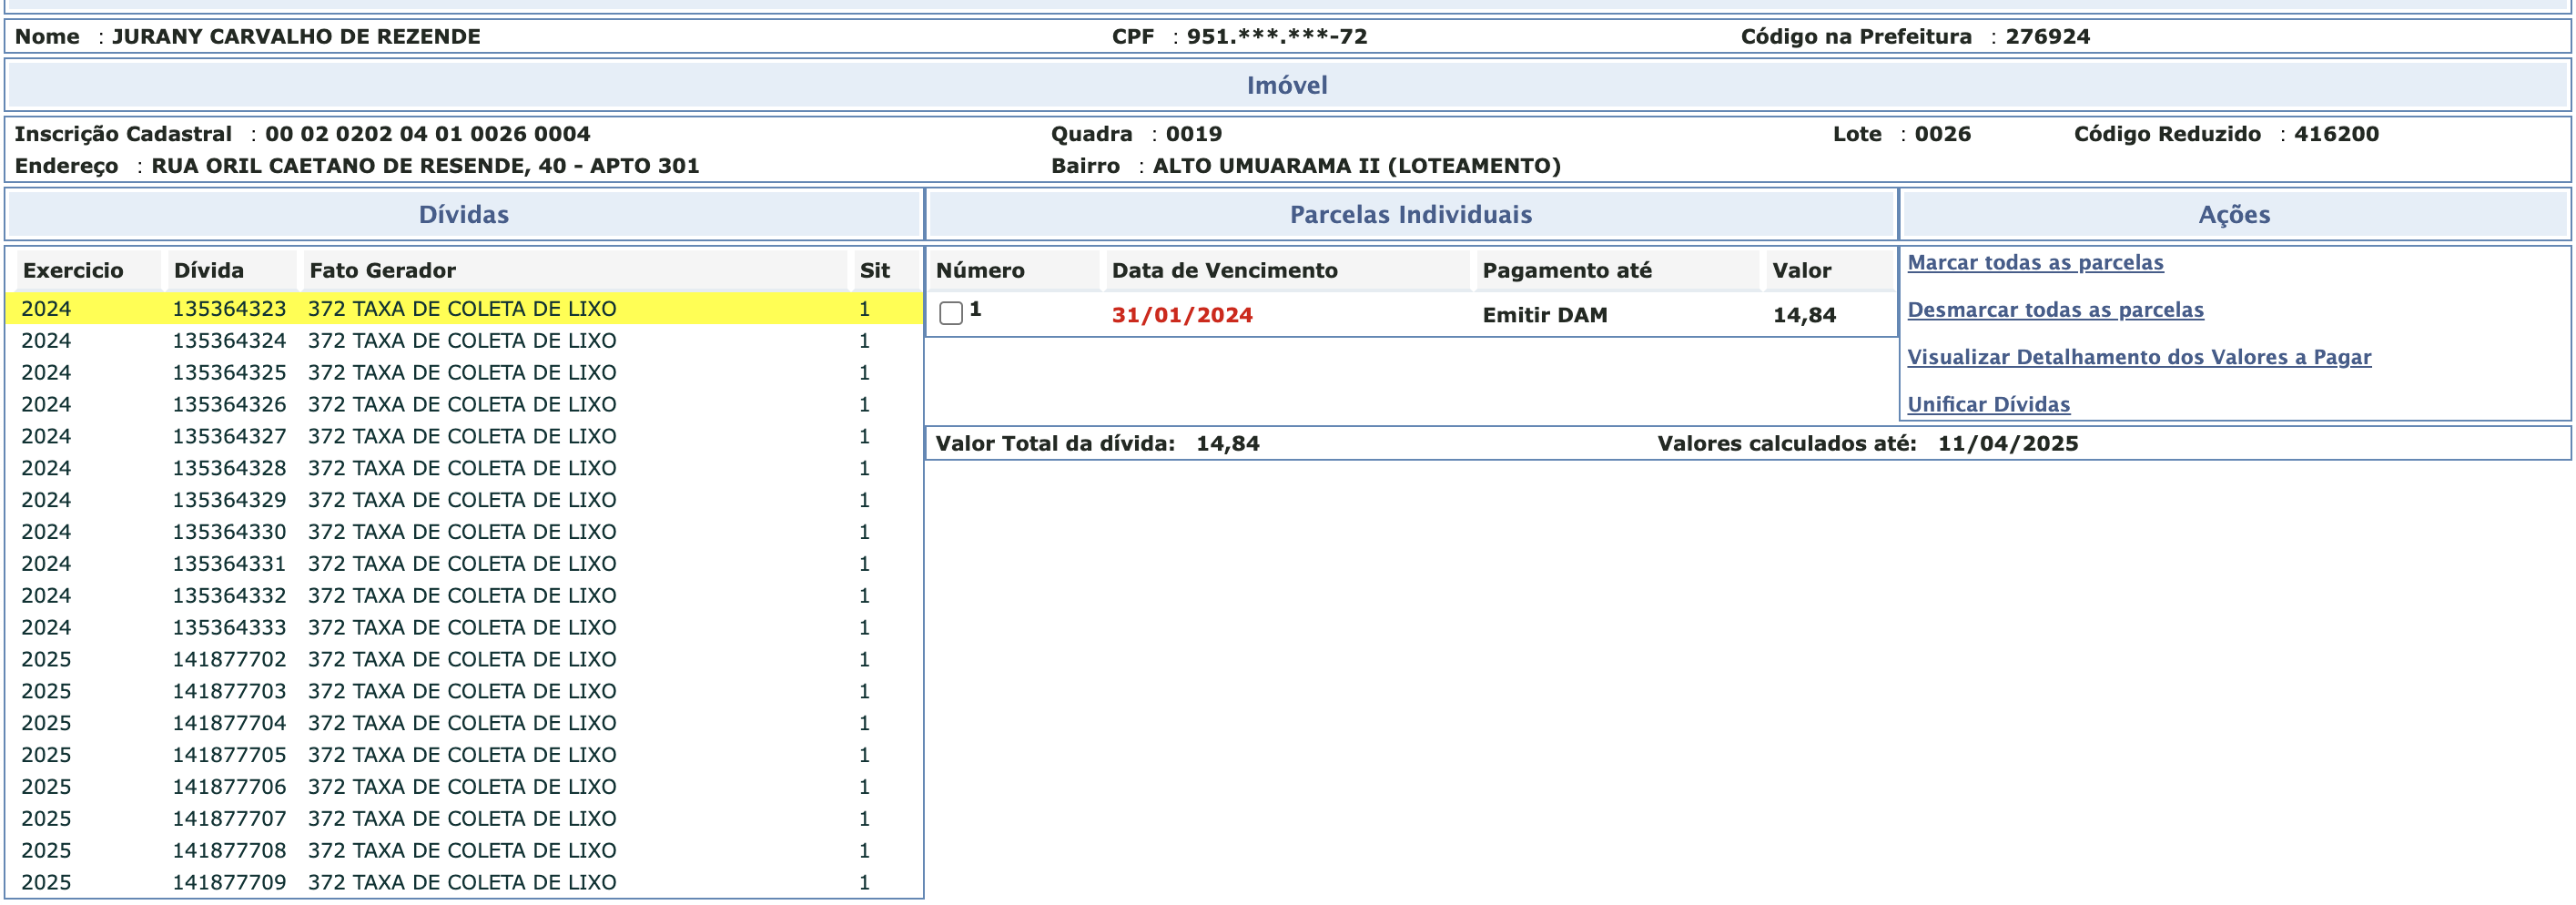 Nome : JURANY CARVALHO DE REZENDE CPF : 951.***.***-72 Código na Prefeitura : 276924
Imóvel
Inscrição Cadastral : 00 02 0202 04 01 0026 0004 Quadra : 0019 Lote : 0026 Código Reduzido : 416200
Endereço : RUA ORIL CAETANO DE RESENDE, 40 - APTO 301 Bairro : ALTO UMUARAMA II (LOTEAMENTO)
Dívidas
Exercicio Dívida Fato Gerador Sit
2024 135364323 372 TAXA DE COLETA DE LIXO 1
2024 135364324 372 TAXA DE COLETA DE LIXO 1
2024 135364325 372 TAXA DE COLETA DE LIXO 1
2024 135364326 372 TAXA DE COLETA DE LIXO 1
2024 135364327 372 TAXA DE COLETA DE LIXO 1
2024 135364328 372 TAXA DE COLETA DE LIXO 1
2024 135364329 372 TAXA DE COLETA DE LIXO 1
2024 135364330 372 TAXA DE COLETA DE LIXO 1
2024 135364331 372 TAXA DE COLETA DE LIXO 1
2024 135364332 372 TAXA DE COLETA DE LIXO 1
2024 135364333 372 TAXA DE COLETA DE LIXO 1
2025 141877702 372 TAXA DE COLETA DE LIXO 1
2025 141877703 372 TAXA DE COLETA DE LIXO 1
2025 141877704 372 TAXA DE COLETA DE LIXO 1
2025 141877705 372 TAXA DE COLETA DE LIXO 1
2025 141877706 372 TAXA DE COLETA DE LIXO 1
2025 141877707 372 TAXA DE COLETA DE LIXO 1
2025 141877708 372 TAXA DE COLETA DE LIXO 1
2025 141877709 372 TAXA DE COLETA DE LIXO 1
Parcelas Individuais
Número Data de Vencimento Pagamento até Valor
1 31/01/2024 Emitir DAM 14,84
Ações
Marcar todas as parcelas
Desmarcar todas as parcelas
Visualizar Detalhamento dos Valores a Pagar
Unificar Dívidas
Valor Total da dívida: 14,84 Valores calculados até: 11/04/2025